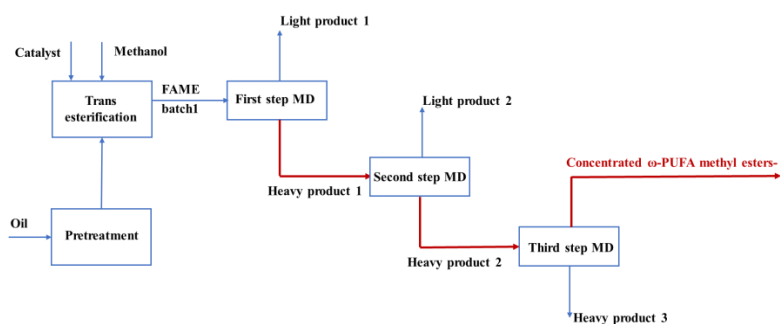 Light product 1
Catalyst
Methanol
FAME
batch1
Trans
esterification
First step MD
Light product 2
Concentrated ω-PUFA methyl esters-
Heavy product 1
Second step MD
Oil
Pretreatment
Heavy product 2
Third step MD
Heavy product 3